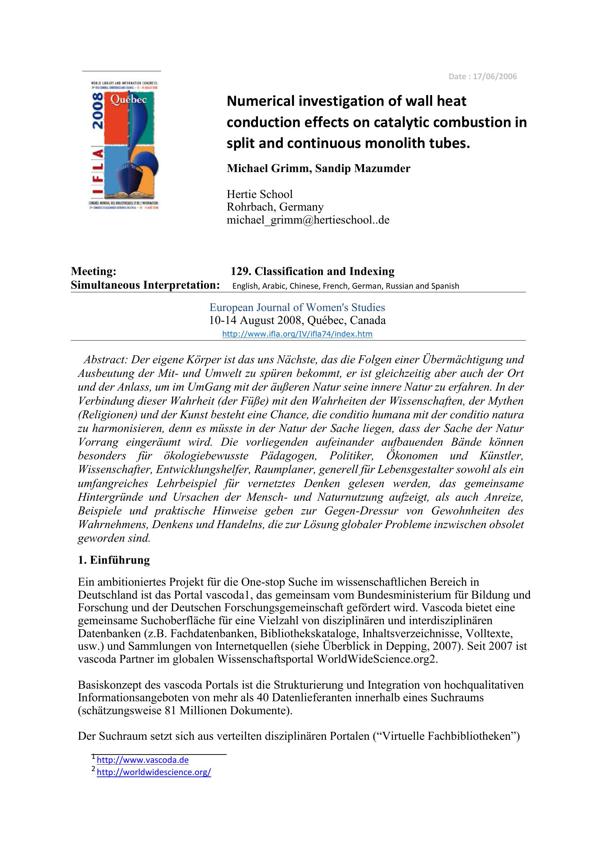 Date : 17/06/2006
WORLD LIBRARY AND INFORMATION CONGRESS:
Québec
2008
IFLA
Numerical investigation of wall heat
conduction effects on catalytic combustion in
split and continuous monolith tubes.
Michael Grimm, Sandip Mazumder
Hertie School
Rohrbach, Germany
michael_grimm@hertieschool..de
Meeting: 129. Classification and Indexing
Simultaneous Interpretation: English, Arabic, Chinese, French, German, Russian and Spanish
European Journal of Women's Studies
10-14 August 2008, Québec, Canada
http://www.ifla.org/IV/ifla74/index.htm
Abstract: Der eigene Körper ist das uns Nächste, das die Folgen einer Übermächtigung und
Ausbeutung der Mit- und Umwelt zu spüren bekommt, er ist gleichzeitig aber auch der Ort
und der Anlass, um im UmGang mit der äußeren Natur seine innere Natur zu erfahren. In der
Verbindung dieser Wahrheit (der Füße) mit den Wahrheiten der Wissenschaften, der Mythen
(Religionen) und der Kunst besteht eine Chance, die conditio humana mit der conditio natura
zu harmonisieren, denn es müsste in der Natur der Sache liegen, dass der Sache der Natur
Vorrang eingeräumt wird. Die vorliegenden aufeinander aufbauenden Bände können
besonders für ökologiebewusste Pädagogen, Politiker, Ökonomen und Künstler,
Wissenschafter, Entwicklungshelfer, Raumplaner, generell für Lebensgestalter sowohl als ein
umfangreiches Lehrbeispiel für vernetztes Denken gelesen werden, das gemeinsame
Hintergründe und Ursachen der Mensch- und Naturnutzung aufzeigt, als auch Anreize,
Beispiele und praktische Hinweise geben zur Gegen-Dressur von Gewohnheiten des
Wahrnehmens, Denkens und Handelns, die zur Lösung globaler Probleme inzwischen obsolet
geworden sind.
1. Einführung
Ein ambitioniertes Projekt für die One-stop Suche im wissenschaftlichen Bereich in
Deutschland ist das Portal vascoda1, das gemeinsam vom Bundesministerium für Bildung und
Forschung und der Deutschen Forschungsgemeinschaft gefördert wird. Vascoda bietet eine
gemeinsame Suchoberfläche für eine Vielzahl von disziplinären und interdisziplinären
Datenbanken (z.B. Fachdatenbanken, Bibliothekskataloge, Inhaltsverzeichnisse, Volltexte,
usw.) und Sammlungen von Internetquellen (siehe Überblick in Depping, 2007). Seit 2007 ist
vascoda Partner im globalen Wissenschaftsportal WorldWideScience.org2.
Basiskonzept des vascoda Portals ist die Strukturierung und Integration von hochqualitativen
Informationsangeboten von mehr als 40 Datenlieferanten innerhalb eines Suchraums
(schätzungsweise 81 Millionen Dokumente).
Der Suchraum setzt sich aus verteilten disziplinären Portalen (“Virtuelle Fachbibliotheken”)
1 http://www.vascoda.de
2 http://worldwidescience.org/